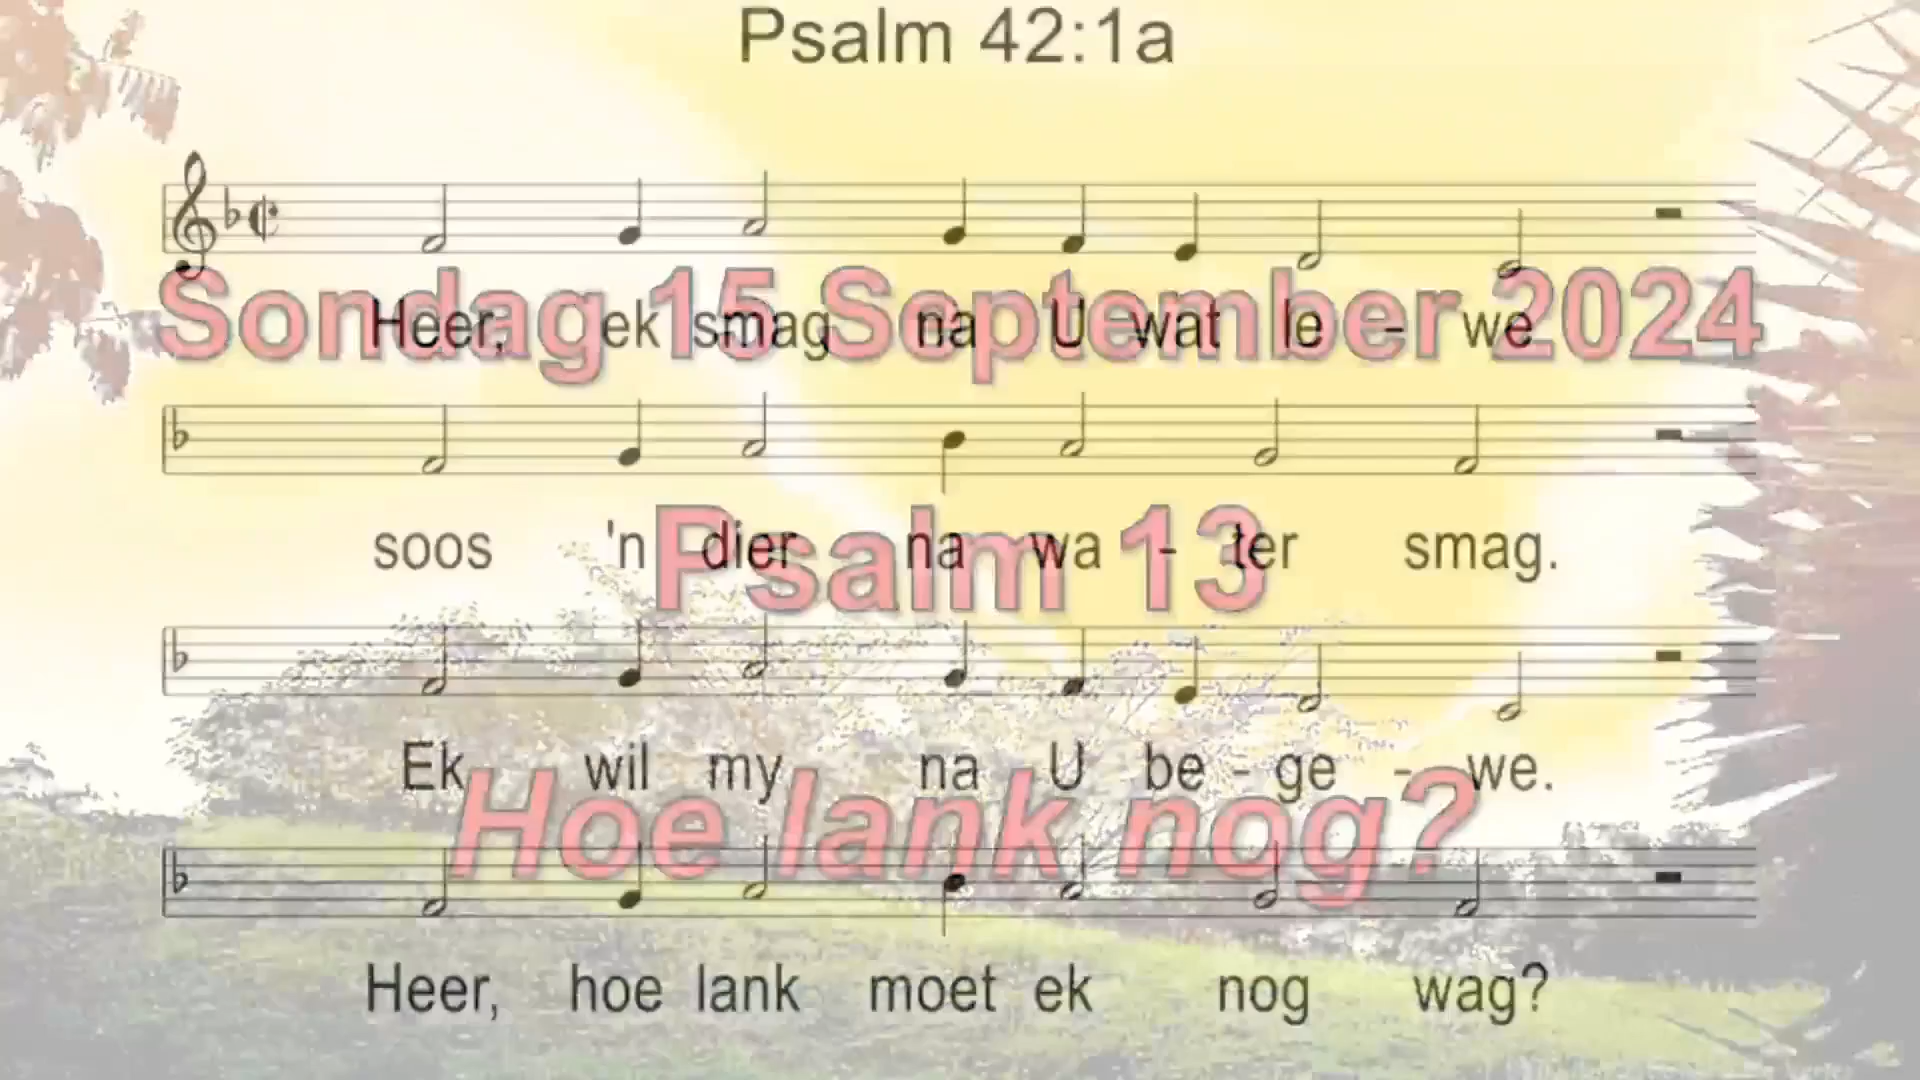 Psalm 42:1a
Sondag 15 September 2024
Heer, ek smag na U wat le - we
Psalm 13
soos 'n dier na wa - ter smag.
Ek wil my na U be - ge - we.
Hoe lank nog?
Heer, hoe lank moet ek nog wag?